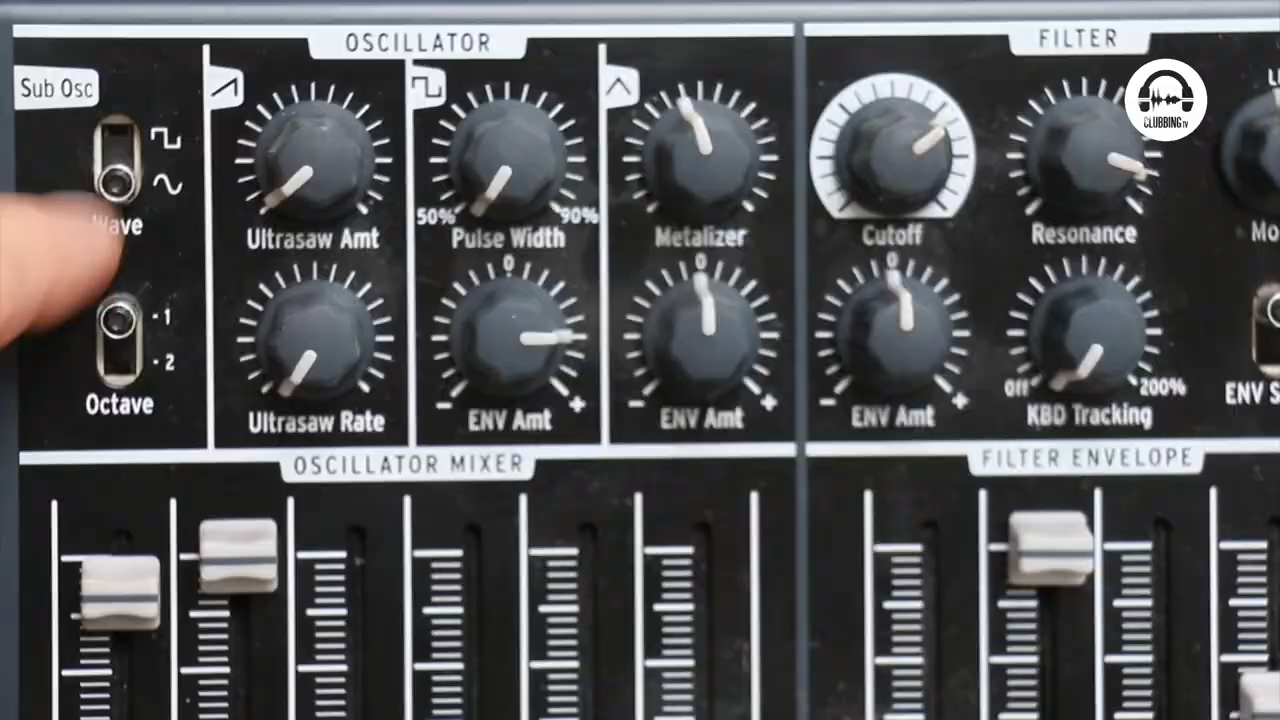 OSCILLATOR
FILTER
Sub Osc
CLUBBING TV
50%
90%
Wave
Ultrasaw Amt
Pulse Width
Metalizer
Cutoff
Resonance
0
0
0
-1
-2
Off
200%
Octave
Ultrasaw Rate
- ENV Amt +
- ENV Amt +
- ENV Amt +
KBD Tracking
ENV
OSCILLATOR MIXER
FILTER ENVELOPE